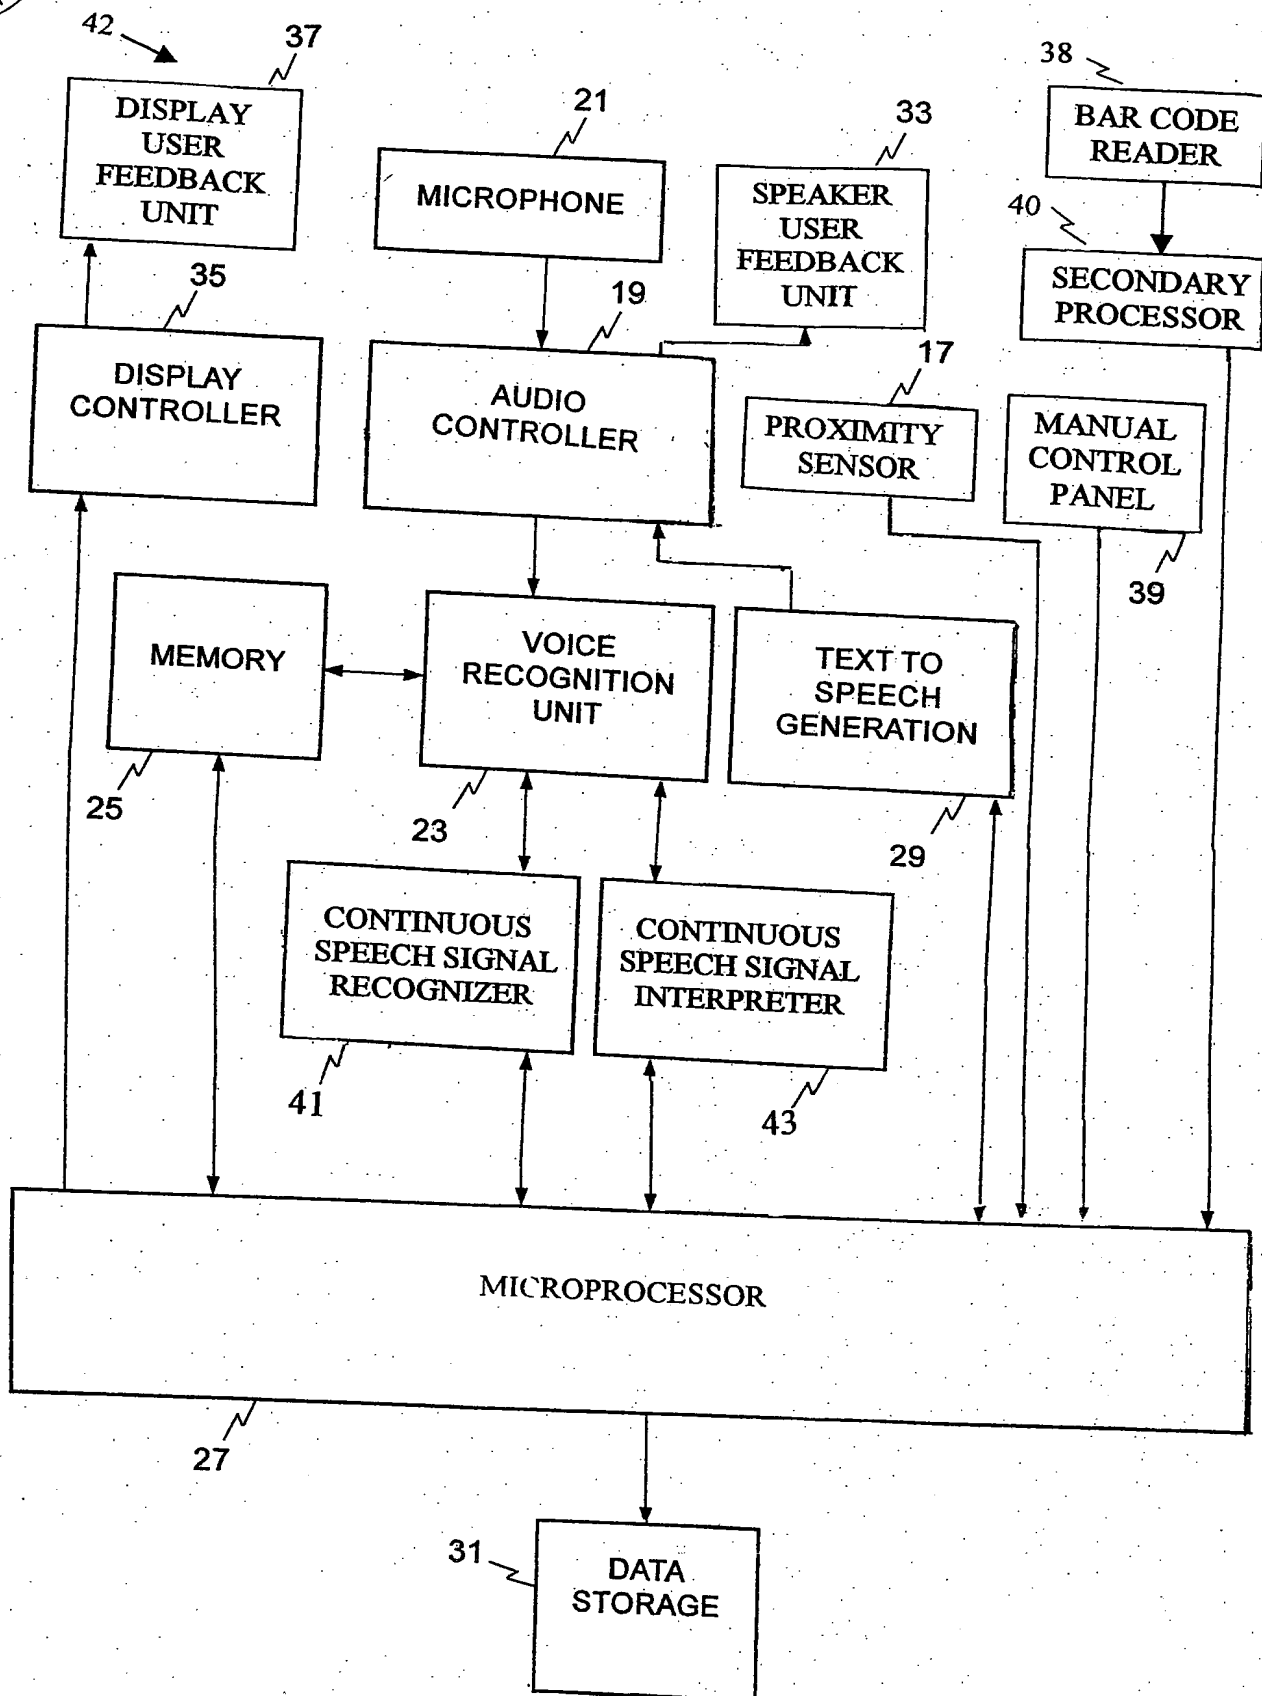 42
37
DISPLAY
USER
FEEDBACK
UNIT
21
MICROPHONE
33
SPEAKER
USER
FEEDBACK
UNIT
38
BAR CODE
READER
40
SECONDARY
PROCESSOR
35
DISPLAY
CONTROLLER
19
AUDIO
CONTROLLER
17
PROXIMITY
SENSOR
MANUAL
CONTROL
PANEL
39
MEMORY
25
VOICE
RECOGNITION
UNIT
23
TEXT TO
SPEECH
GENERATION
29
CONTINUOUS
SPEECH SIGNAL
RECOGNIZER
41
CONTINUOUS
SPEECH SIGNAL
INTERPRETER
43
MICROPROCESSOR
27
31
DATA
STORAGE